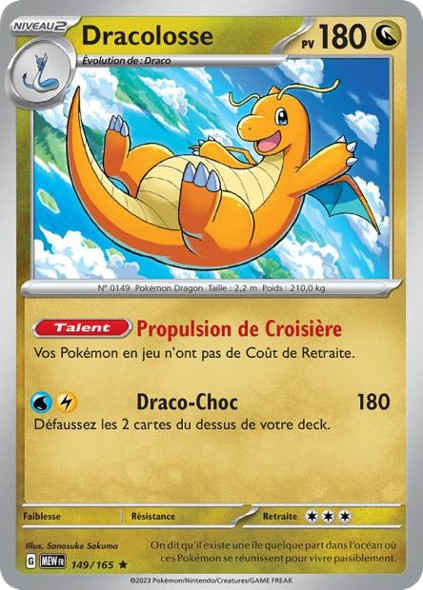 NIVEAU2
Dracolosse
PV 180
Évolution de : Draco
N° 0149 Pokémon Dragon Taille : 2,2 m Poids : 210,0 kg
Talent Propulsion de Croisière
Vos Pokémon en jeu n'ont pas de Coût de Retraite.
Draco-Choc 180
Défaussez les 2 cartes du dessus de votre deck.
Faiblesse Résistance Retraite
Illus. Sanosuke Sakuma
G MEW FR 149/165
On dit qu'il existe une île quelque part dans l'océan où
ces Pokémon se réunissent pour vivre paisiblement.
©2023 Pokémon/Nintendo/Creatures/GAME FREAK